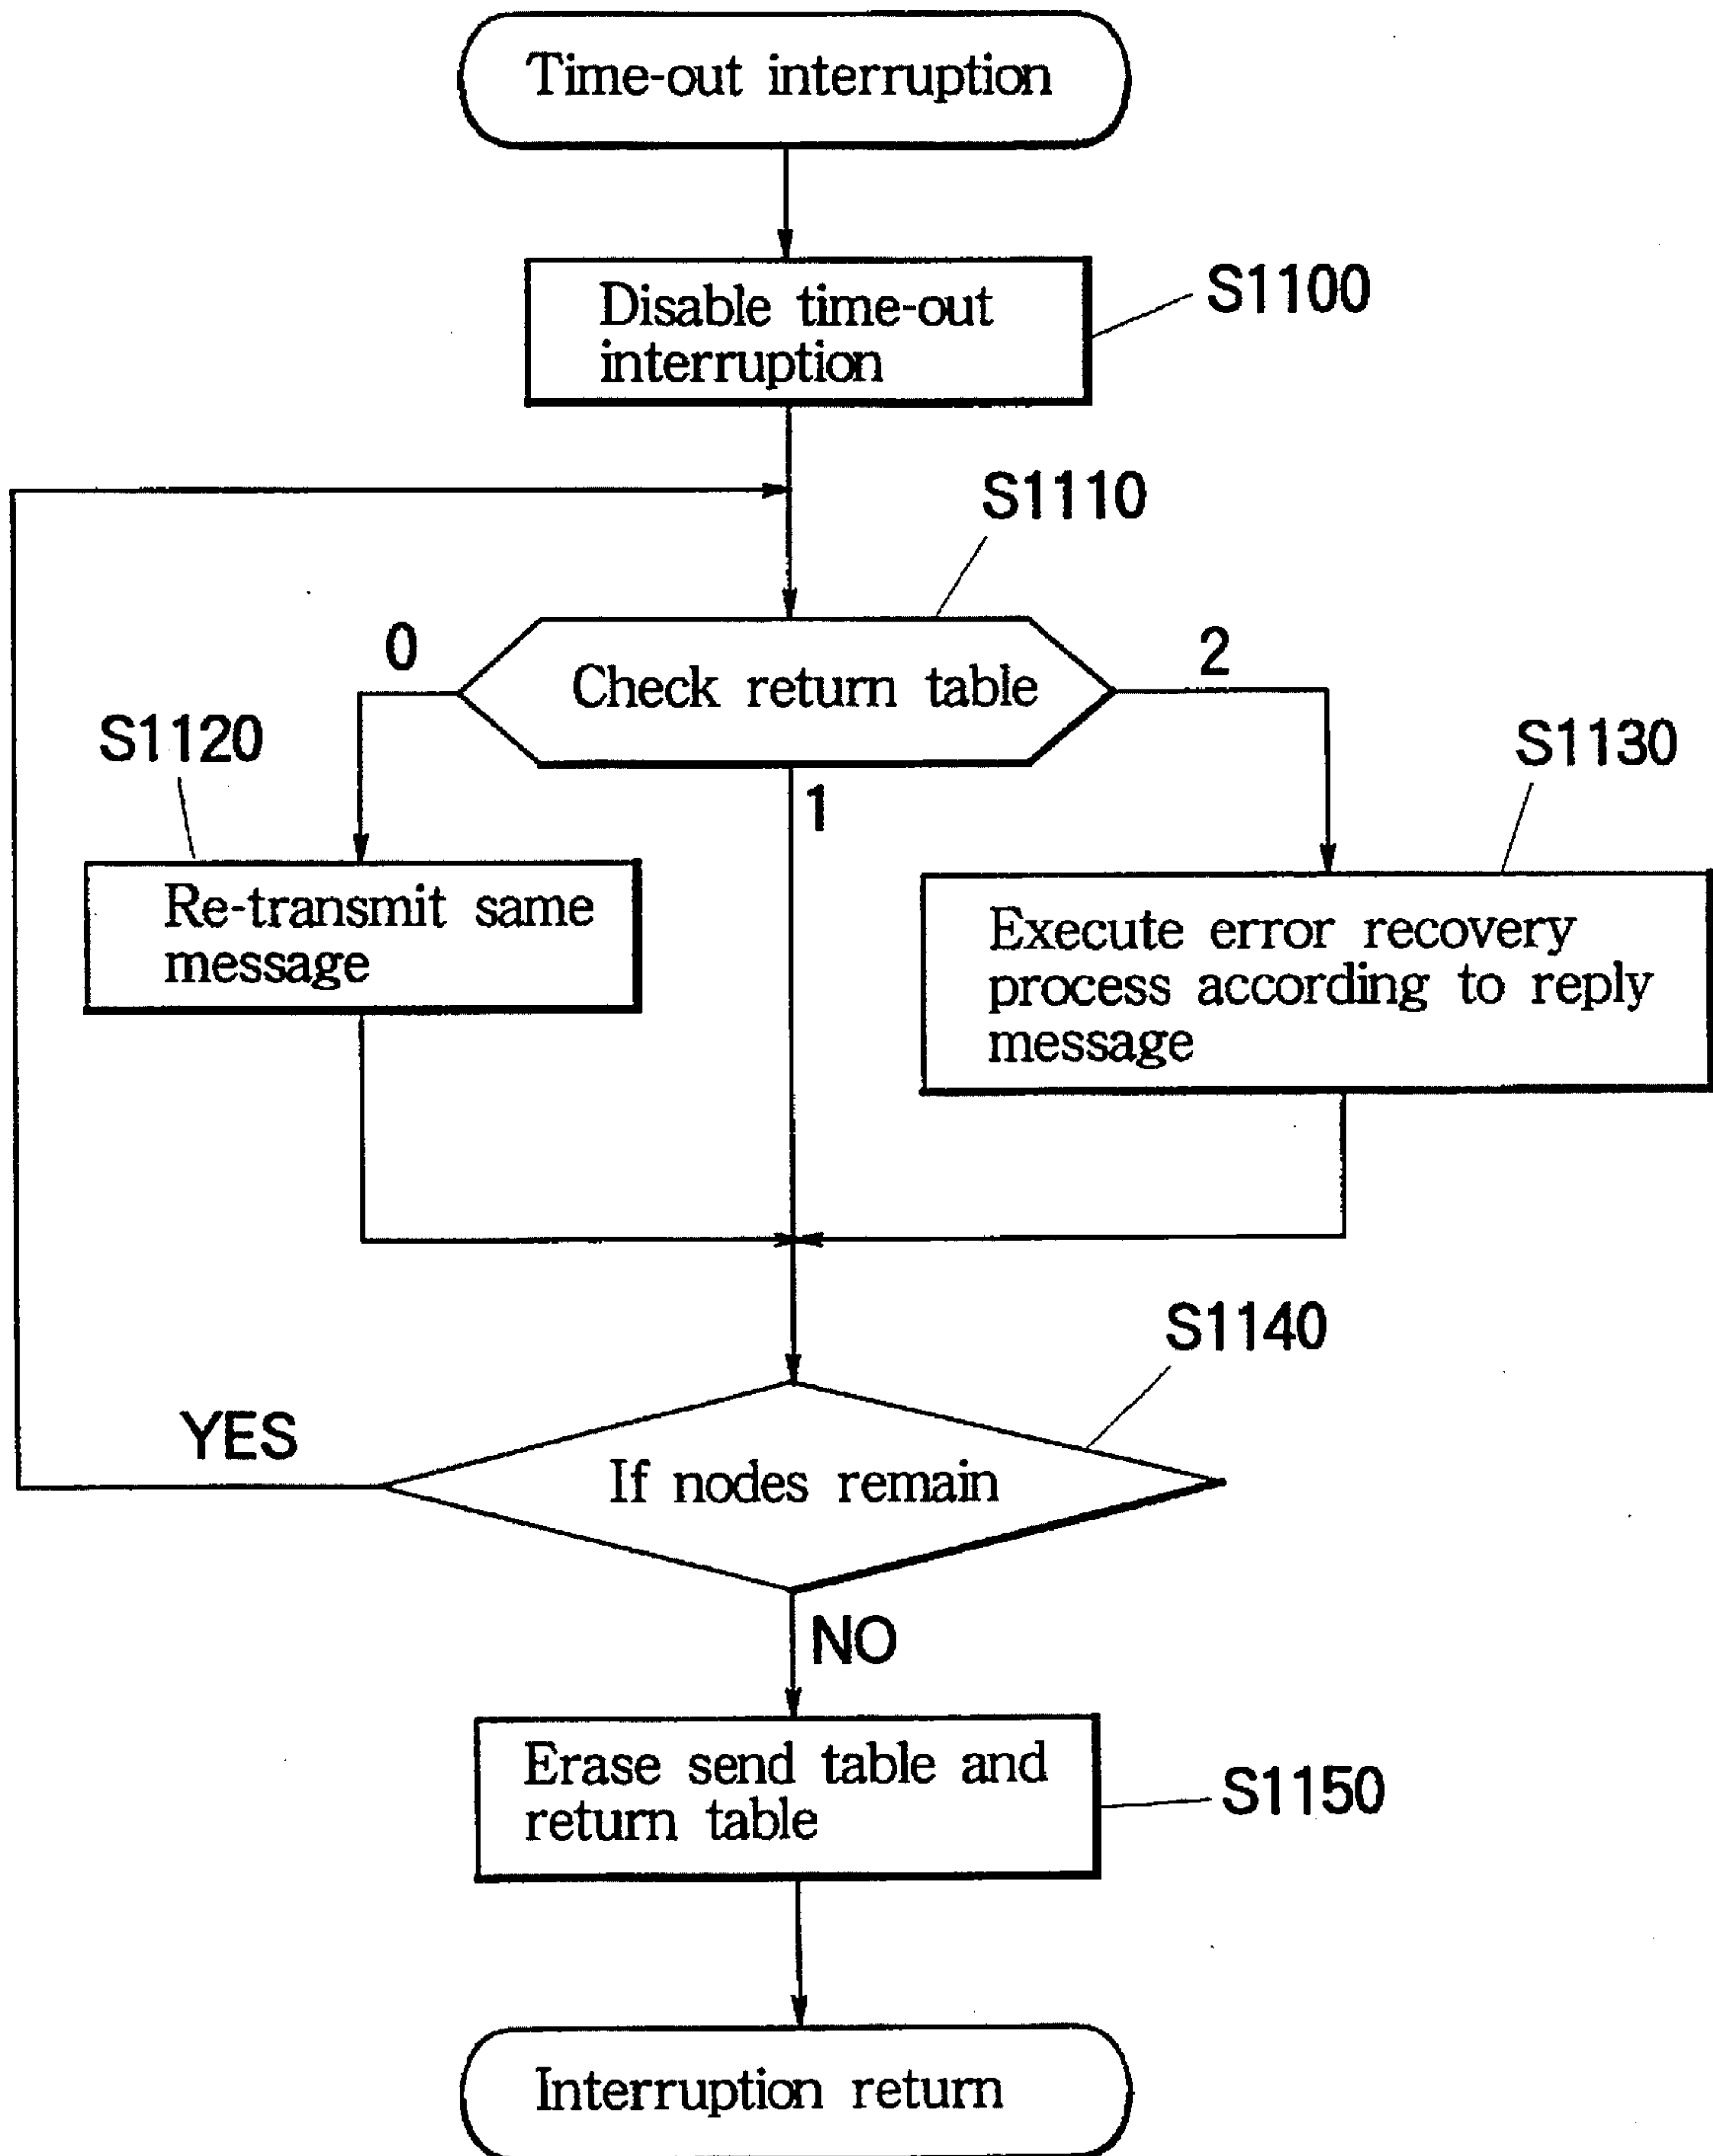 Time-out interruption
Disable time-out
interruption
S1100
S1110
0
Check return table
2
S1120
1
S1130
Re-transmit same
message
Execute error recovery
process according to reply
message
S1140
YES
If nodes remain
NO
Erase send table and
return table
S1150
Interruption return